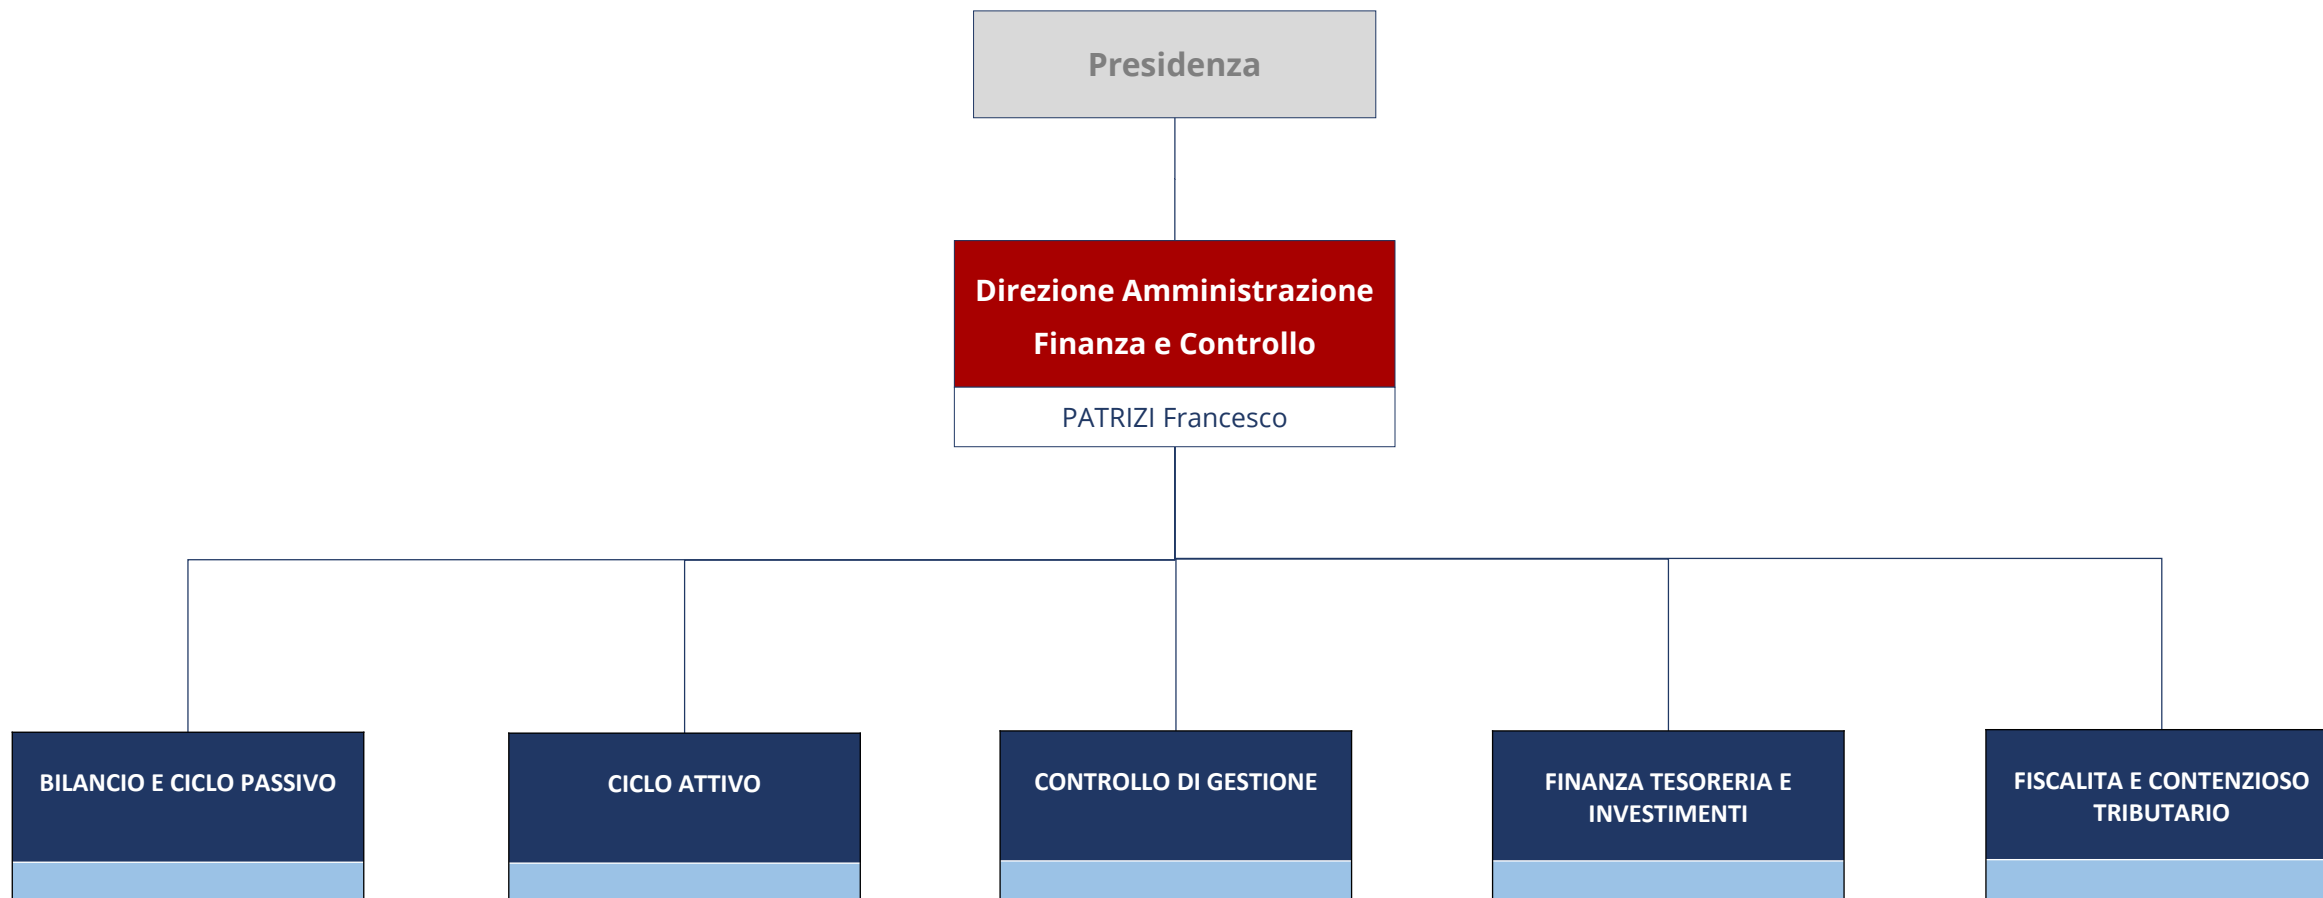 Presidenza
Direzione Amministrazione
Finanza e Controllo
PATRIZI Francesco
BILANCIO E CICLO PASSIVO
CICLO ATTIVO
CONTROLLO DI GESTIONE
FINANZA TESORERIA E
INVESTIMENTI
FISCALITA E CONTENZIOSO
TRIBUTARIO